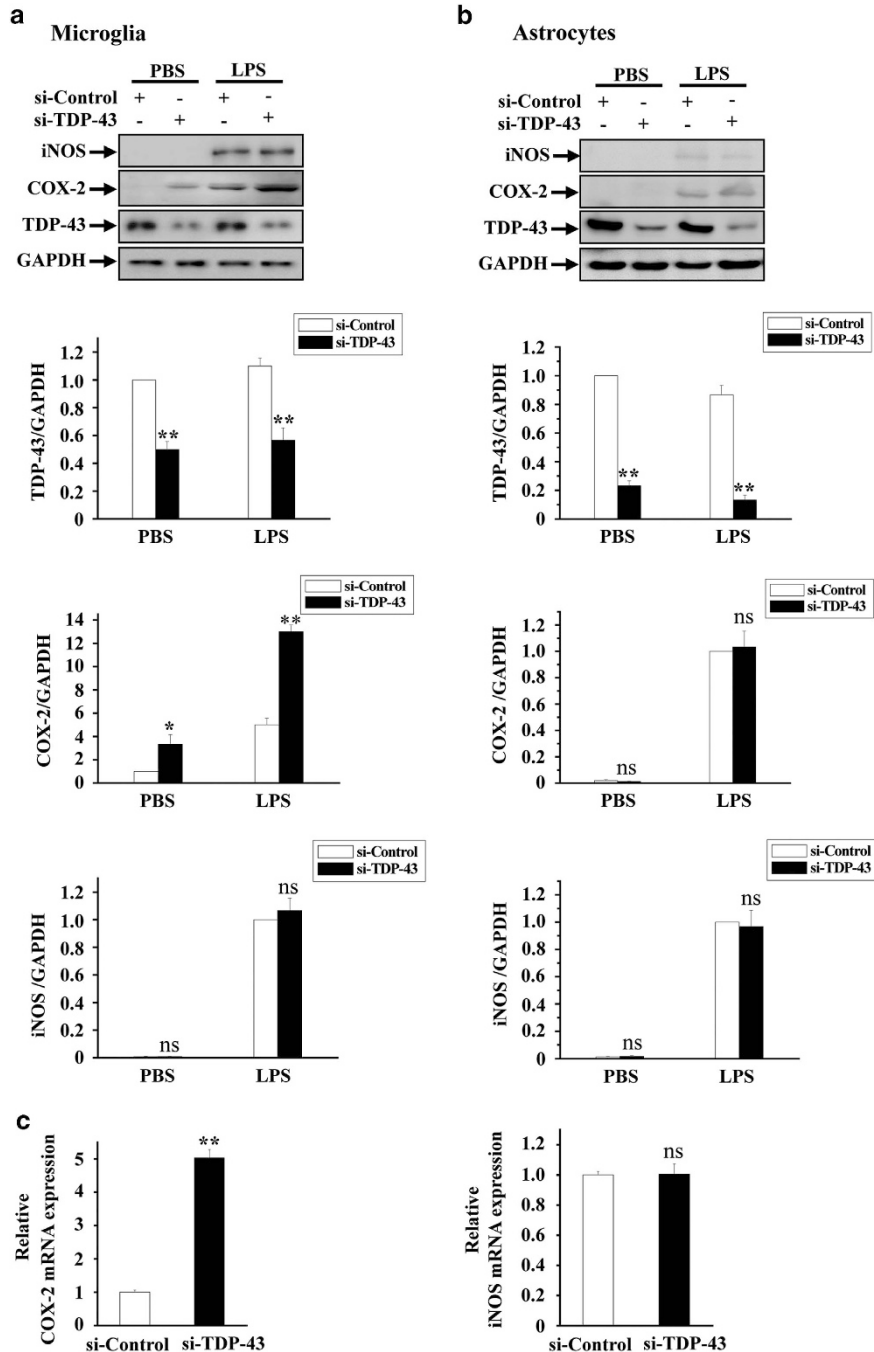 a
Microglia
PBS LPS
si-Control + - + -
si-TDP-43 - + - +
iNOS
COX-2
TDP-43
GAPDH
si-Control
si-TDP-43
TDP-43/GAPDH
1.2
1.0
0.8
0.6
0.4
0.2
0
** **
PBS LPS
si-Control
si-TDP-43
COX-2/GAPDH
14
12
10
8
6
4
2
0
* **
PBS LPS
si-Control
si-TDP-43
iNOS /GAPDH
1.2
1.0
0.8
0.6
0.4
0.2
0
ns ns
PBS LPS
b
Astrocytes
PBS LPS
si-Control + - + -
si-TDP-43 - + - +
iNOS
COX-2
TDP-43
GAPDH
si-Control
si-TDP-43
TDP-43/GAPDH
1.2
1.0
0.8
0.6
0.4
0.2
0
** **
PBS LPS
si-Control
si-TDP-43
COX-2 /GAPDH
1.2
1.0
0.8
0.6
0.4
0.2
0
ns ns
PBS LPS
si-Control
si-TDP-43
iNOS /GAPDH
1.2
1.0
0.8
0.6
0.4
0.2
0
ns ns
PBS LPS
c
Relative
COX-2 mRNA expression
5
4
3
2
1
0
**
si-Control si-TDP-43
Relative
iNOS mRNA expression
1.2
1.0
0.8
0.6
0.4
0.2
0
ns
si-Control si-TDP-43